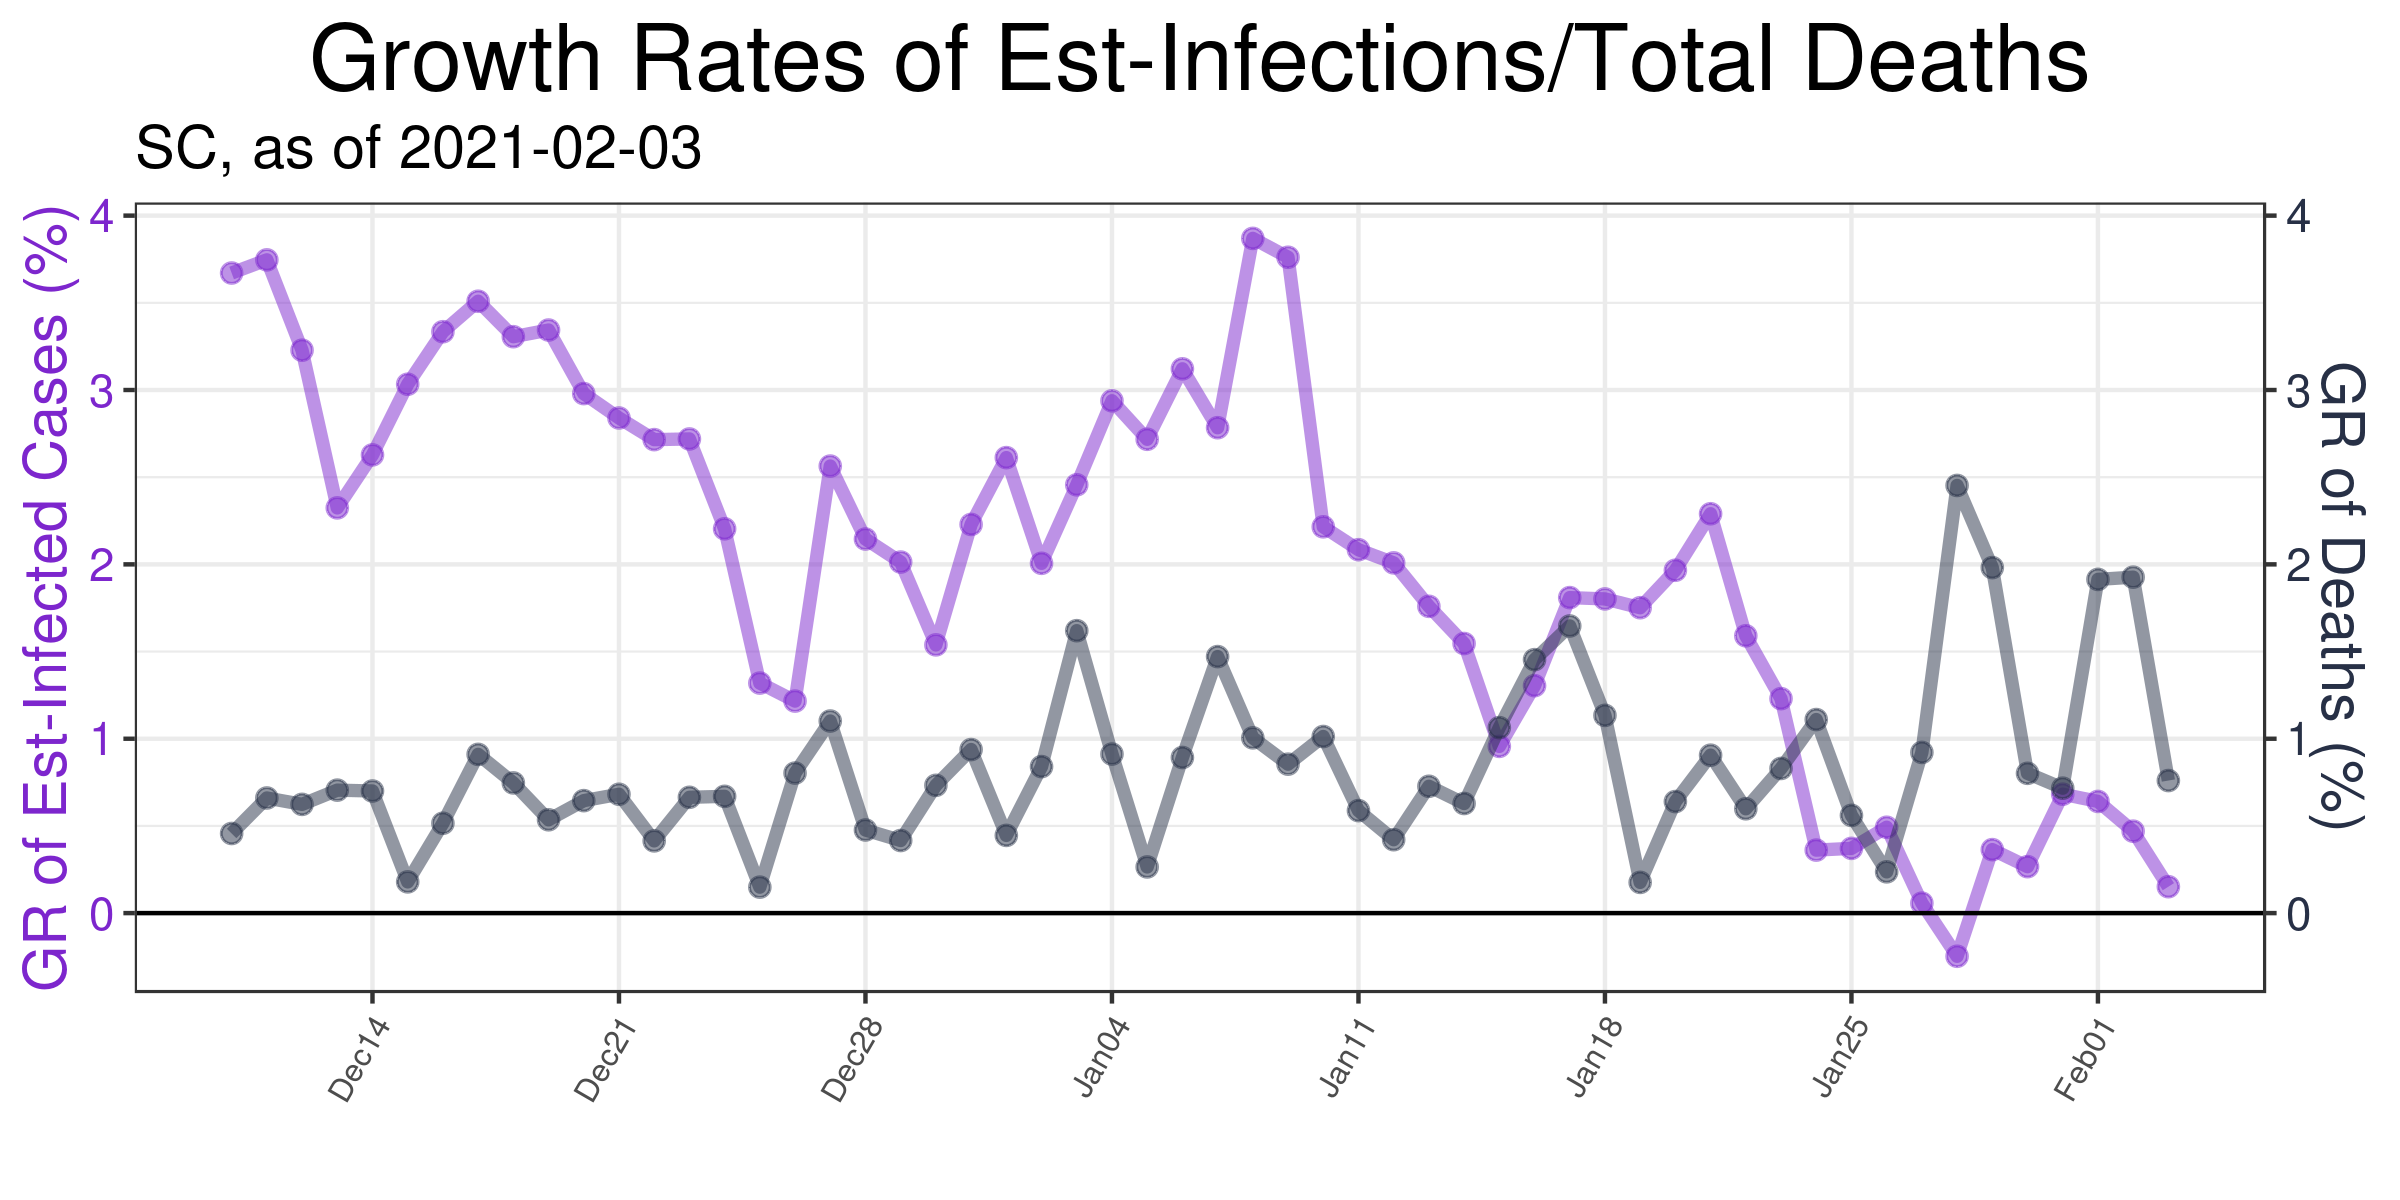 Growth Rates of Est-Infections/Total Deaths
SC, as of 2021-02-03
GR of Est-Infected Cases (%)
4
3
2
1
0
4
3
2
1
0
GR of Deaths (%)
Dec14
Dec21
Dec28
Jan04
Jan11
Jan18
Jan25
Feb01